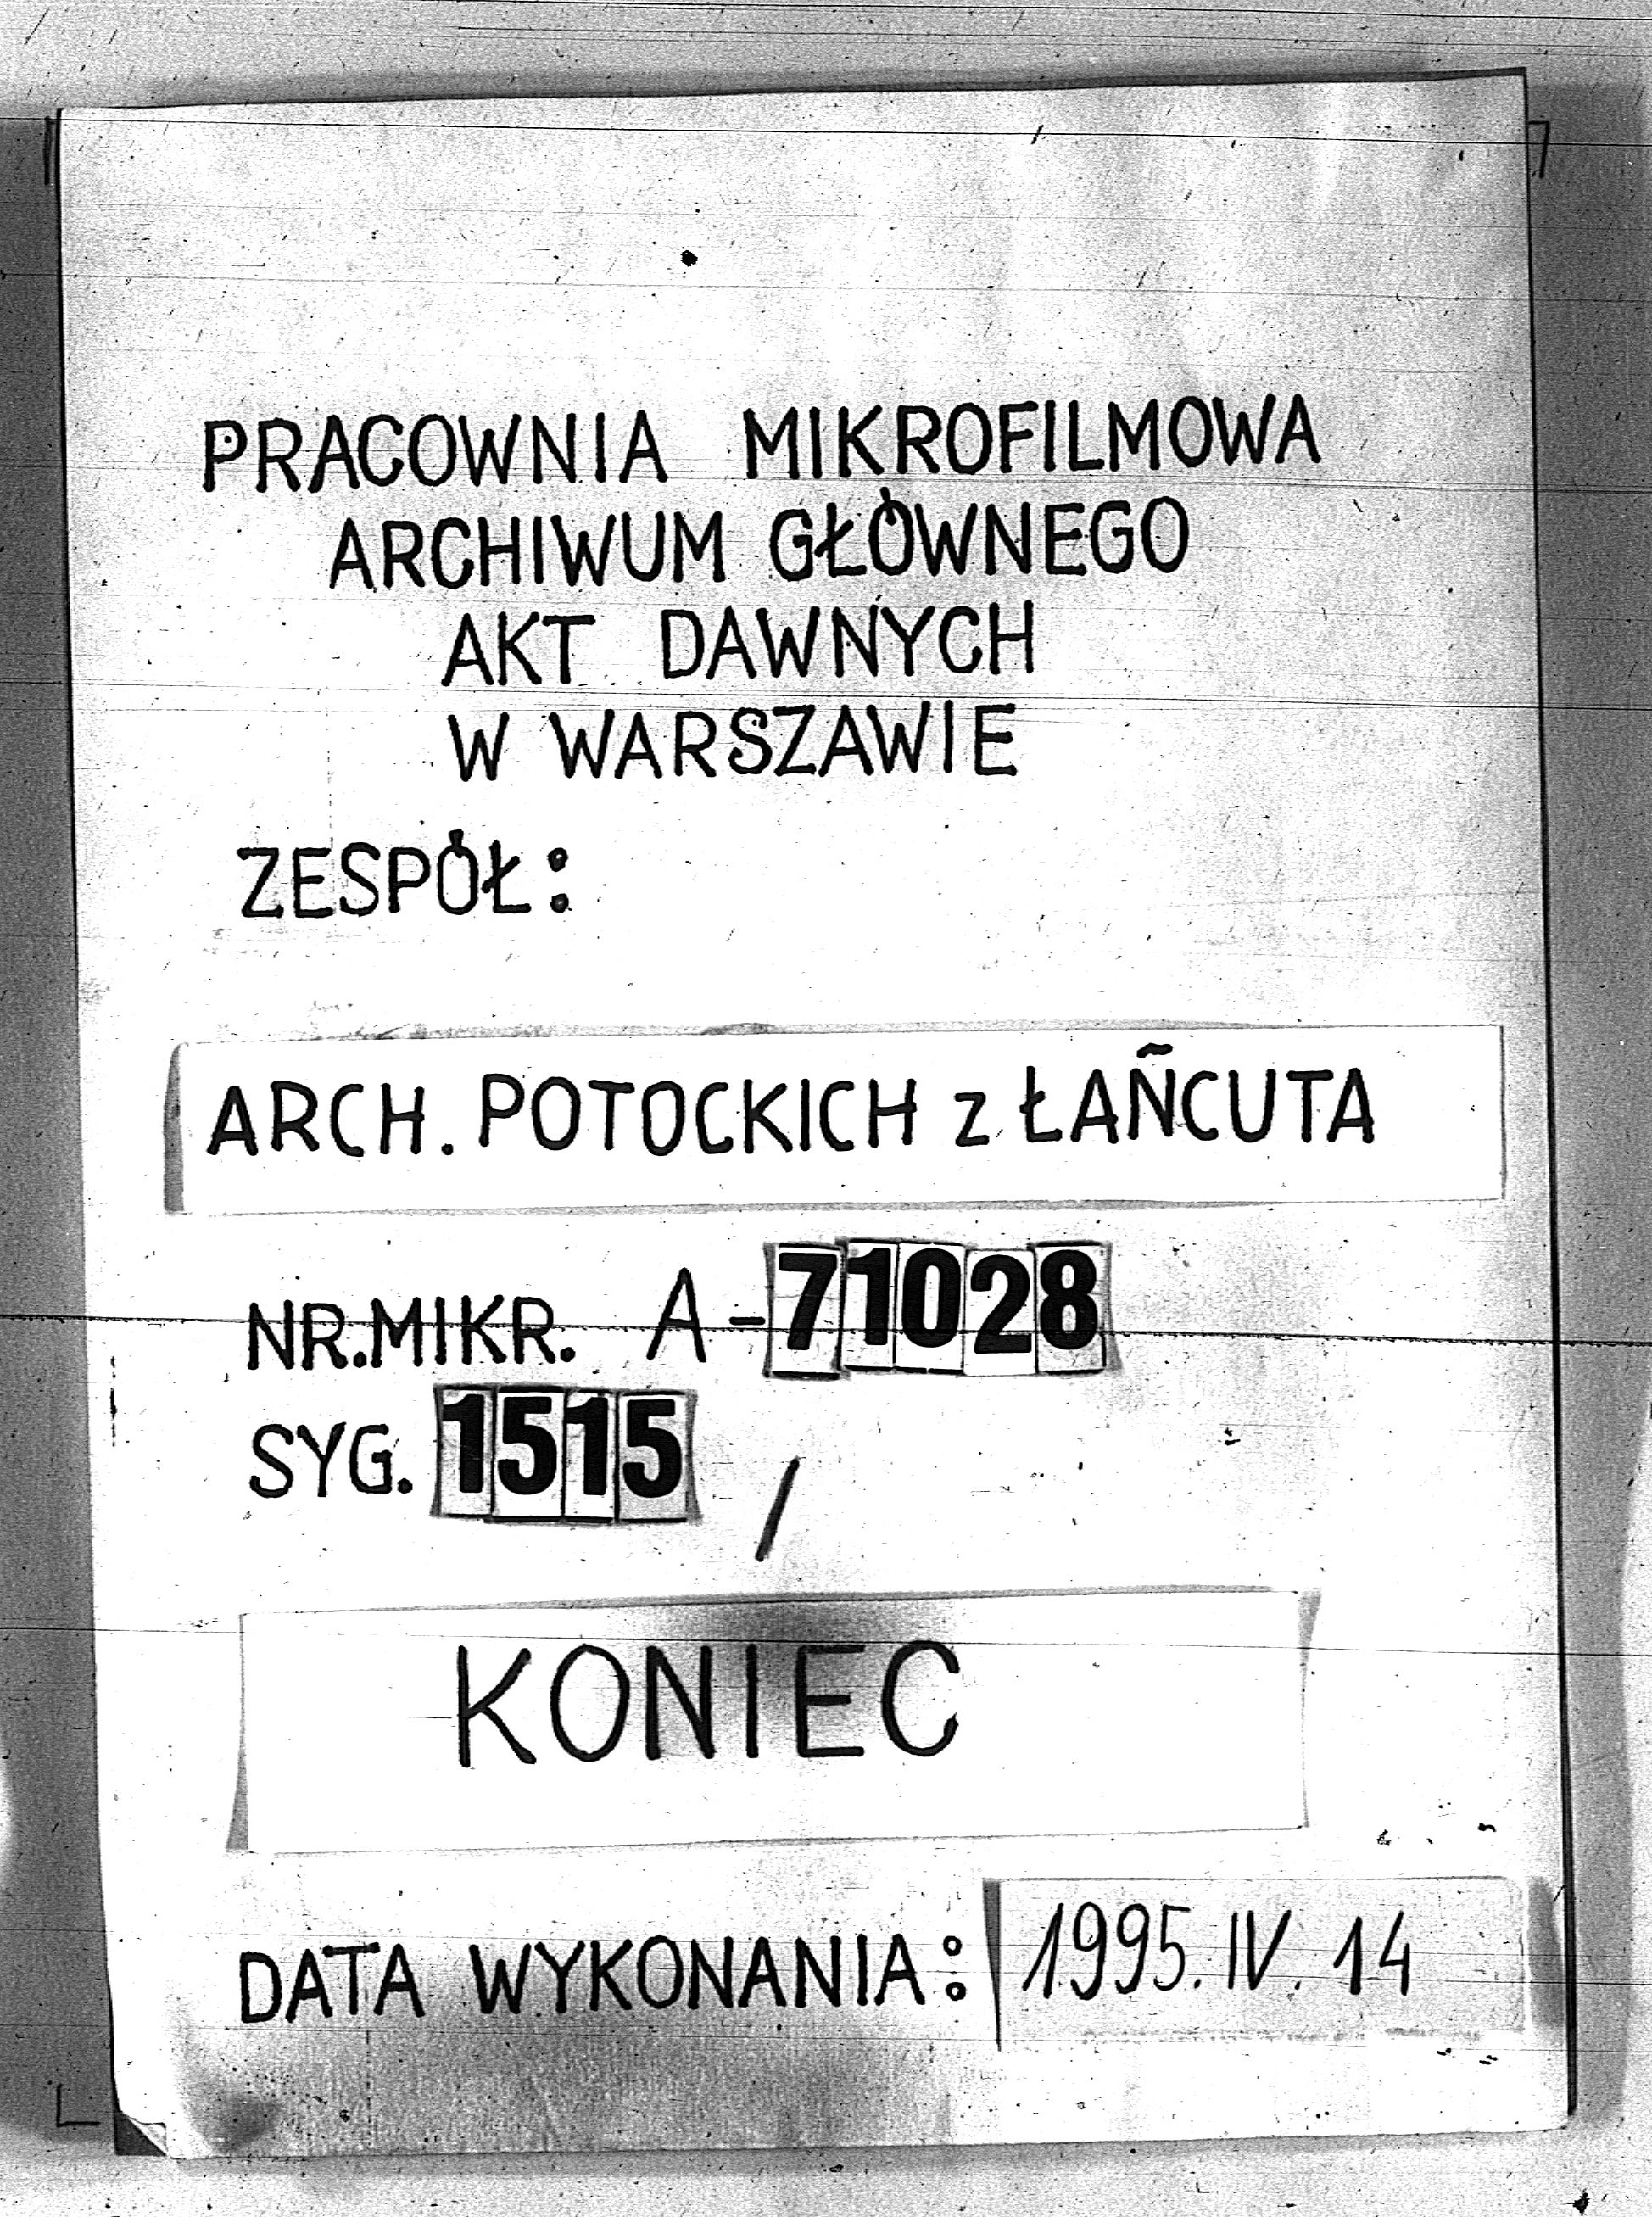 PRACOWNIA MIKROFILMOWA
ARCHIWUM GŁÓWNEGO
AKT DAWNYCH
W WARSZAWIE
ZESPÓŁ:
ARCH. POTOCKICH z ŁAŃCUTA
NR.MIKR. A-71028
SYG. 1515 /
KONIEC
DATA WYKONANIA: 1995. IV. 14